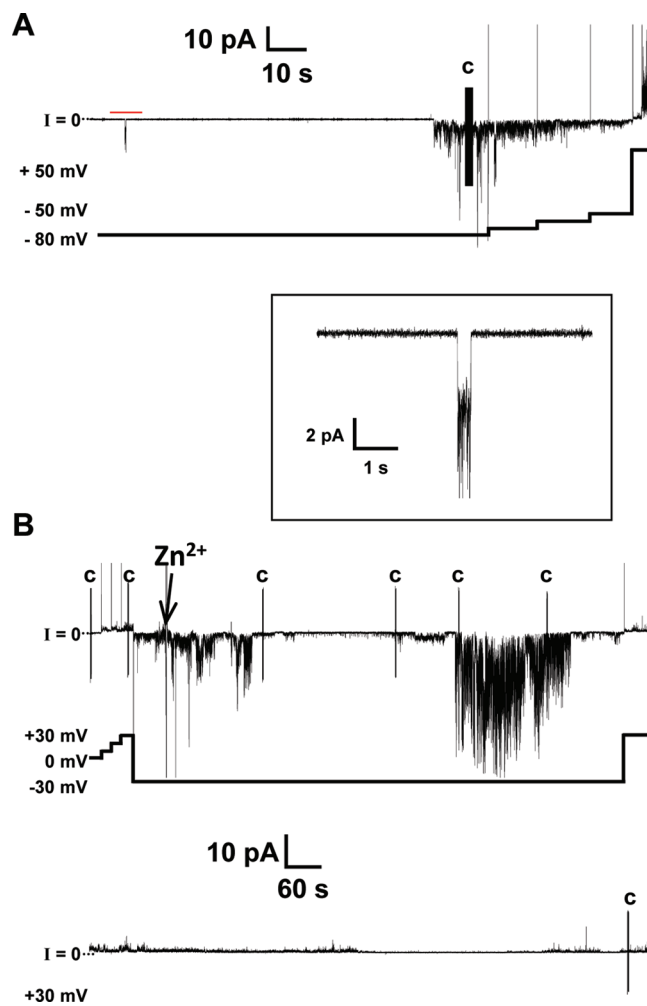 A
10 pA
10 s
c
I = 0
+ 50 mV
- 50 mV
- 80 mV
2 pA
1 s
B
Zn2+
c c c c c c
I = 0
+30 mV
0 mV
-30 mV
10 pA
60 s
c
I = 0
+30 mV